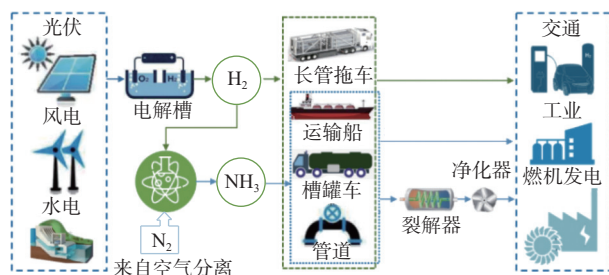 光伏
风电
水电
O₂ H₂
电解槽
H₂
NH₃
N₂
来自空气分离
长管拖车
运输船
槽罐车
管道
裂解器
净化器
交通
工业
燃机发电